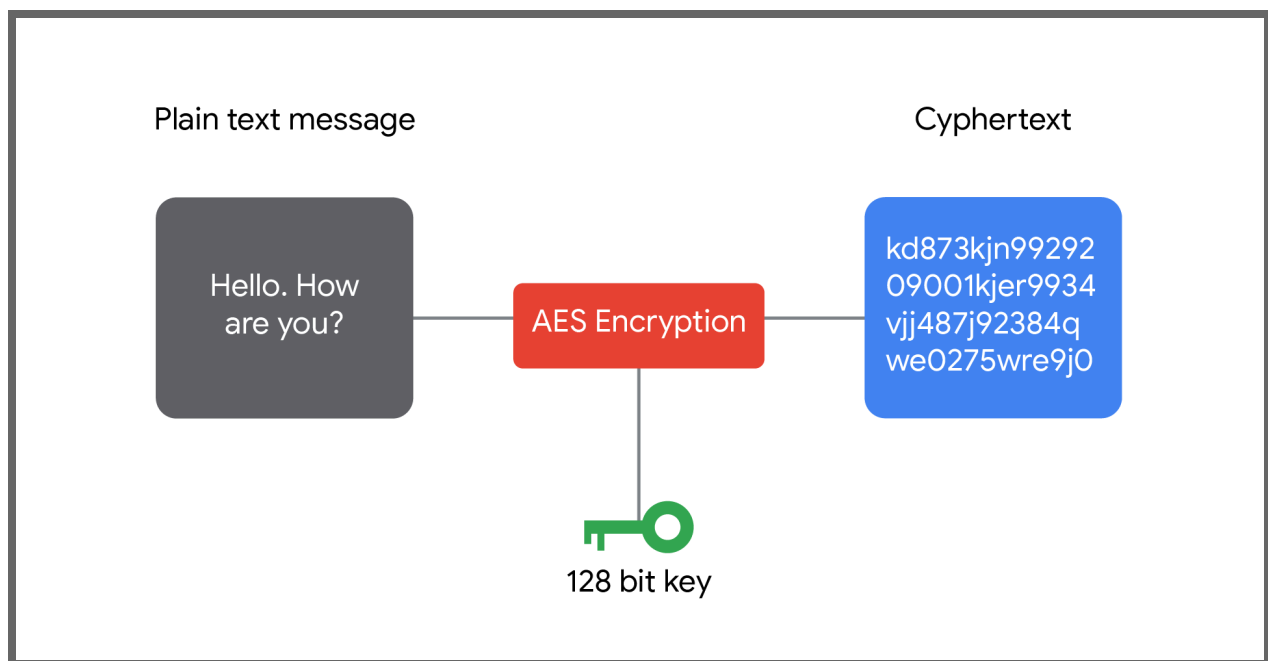 Plain text message
Cyphertext
Hello. How
are you?
AES Encryption
kd873kjn99292
09001kjer9934
vjj487j92384q
we0275wre9j0
128 bit key